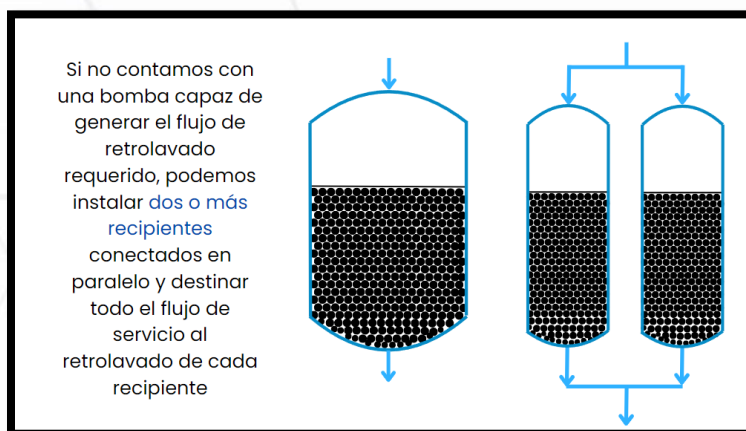 Si no contamos con
una bomba capaz de
generar el flujo de
retrolavado
requerido, podemos
instalar dos o más
recipientes
conectados en
paralelo y destinar
todo el flujo de
servicio al
retrolavado de cada
recipiente